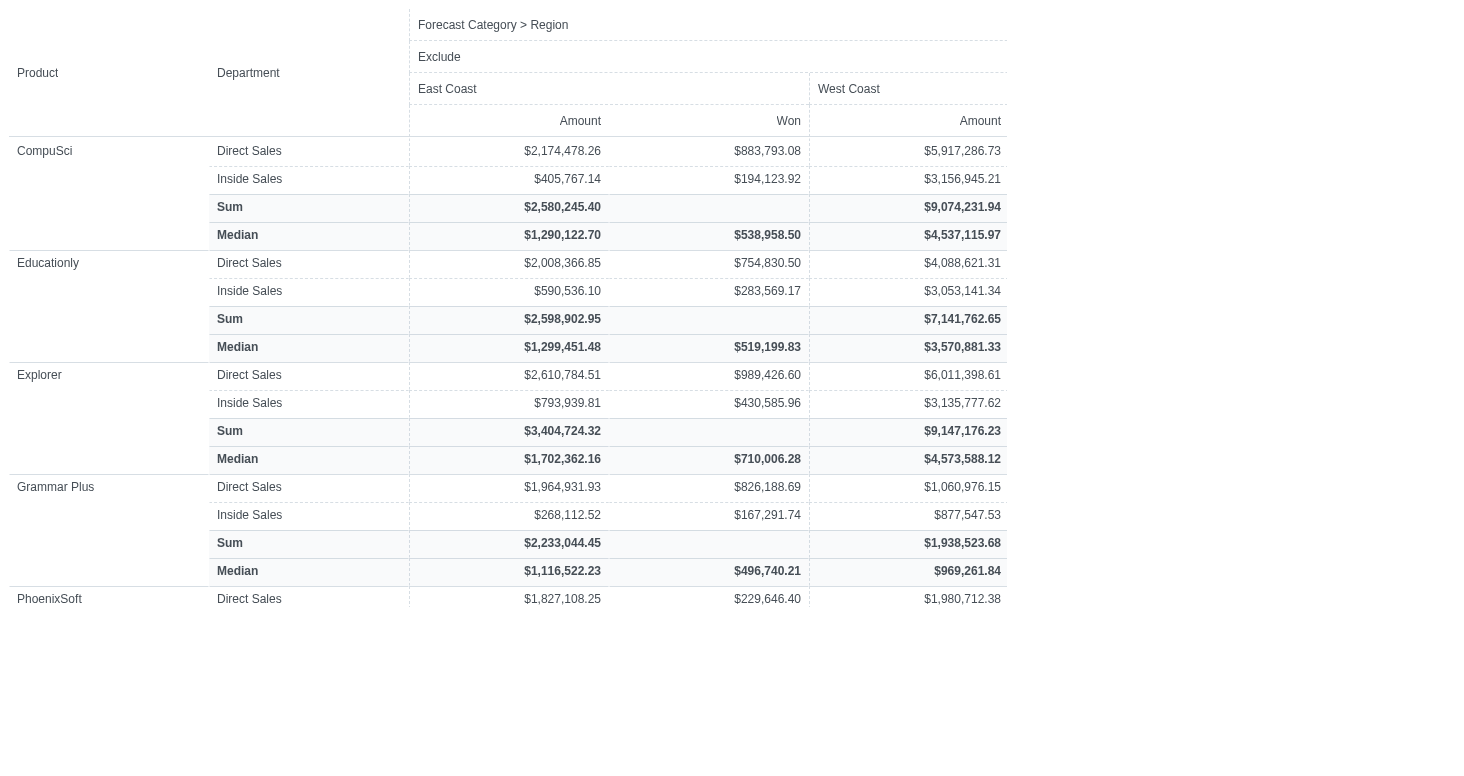 Forecast Category > Region
Exclude
Product Department
East Coast West Coast
Amount Won Amount
CompuSci Direct Sales $2,174,478.26 $883,793.08 $5,917,286.73
Inside Sales $405,767.14 $194,123.92 $3,156,945.21
Sum $2,580,245.40 $9,074,231.94
Median $1,290,122.70 $538,958.50 $4,537,115.97
Educationly Direct Sales $2,008,366.85 $754,830.50 $4,088,621.31
Inside Sales $590,536.10 $283,569.17 $3,053,141.34
Sum $2,598,902.95 $7,141,762.65
Median $1,299,451.48 $519,199.83 $3,570,881.33
Explorer Direct Sales $2,610,784.51 $989,426.60 $6,011,398.61
Inside Sales $793,939.81 $430,585.96 $3,135,777.62
Sum $3,404,724.32 $9,147,176.23
Median $1,702,362.16 $710,006.28 $4,573,588.12
Grammar Plus Direct Sales $1,964,931.93 $826,188.69 $1,060,976.15
Inside Sales $268,112.52 $167,291.74 $877,547.53
Sum $2,233,044.45 $1,938,523.68
Median $1,116,522.23 $496,740.21 $969,261.84
PhoenixSoft Direct Sales $1,827,108.25 $229,646.40 $1,980,712.38